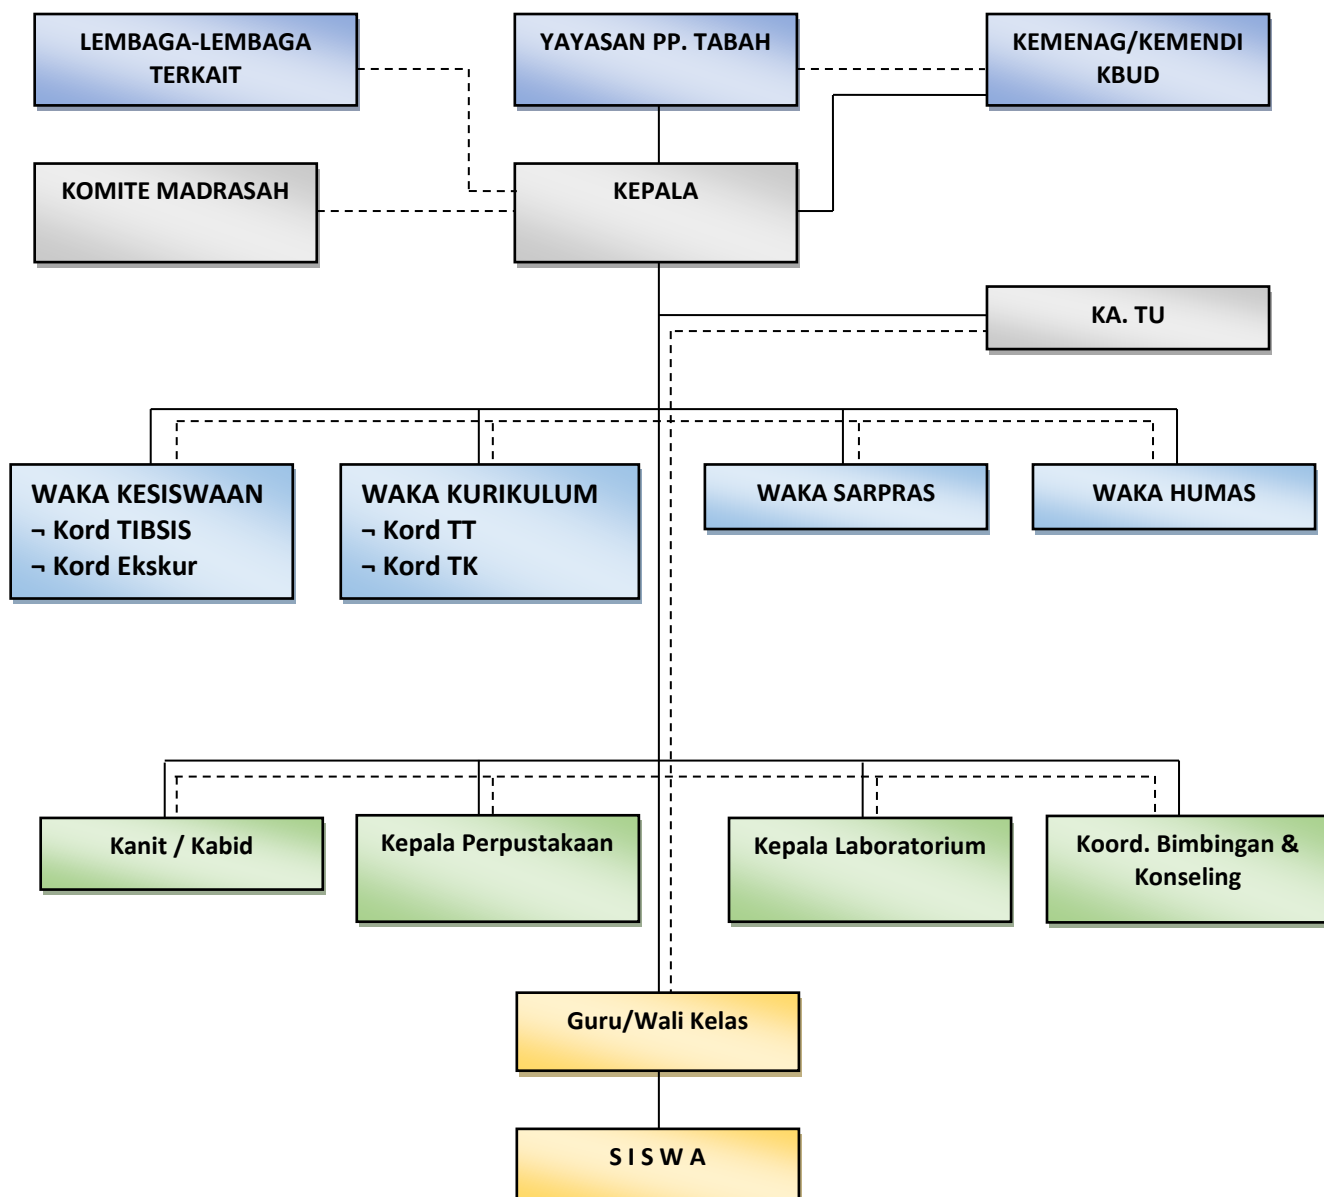 LEMBAGA-LEMBAGA
TERKAIT
YAYASAN PP. TABAH
KEMENAG/KEMENDI
KBUD
KOMITE MADRASAH
KEPALA
KA. TU
WAKA KESISWAAN
¬ Kord TIBSIS
¬ Kord Ekskur
WAKA KURIKULUM
¬ Kord TT
¬ Kord TK
WAKA SARPRAS
WAKA HUMAS
Kanit / Kabid
Kepala Perpustakaan
Kepala Laboratorium
Koord. Bimbingan &
Konseling
Guru/Wali Kelas
S I S W A